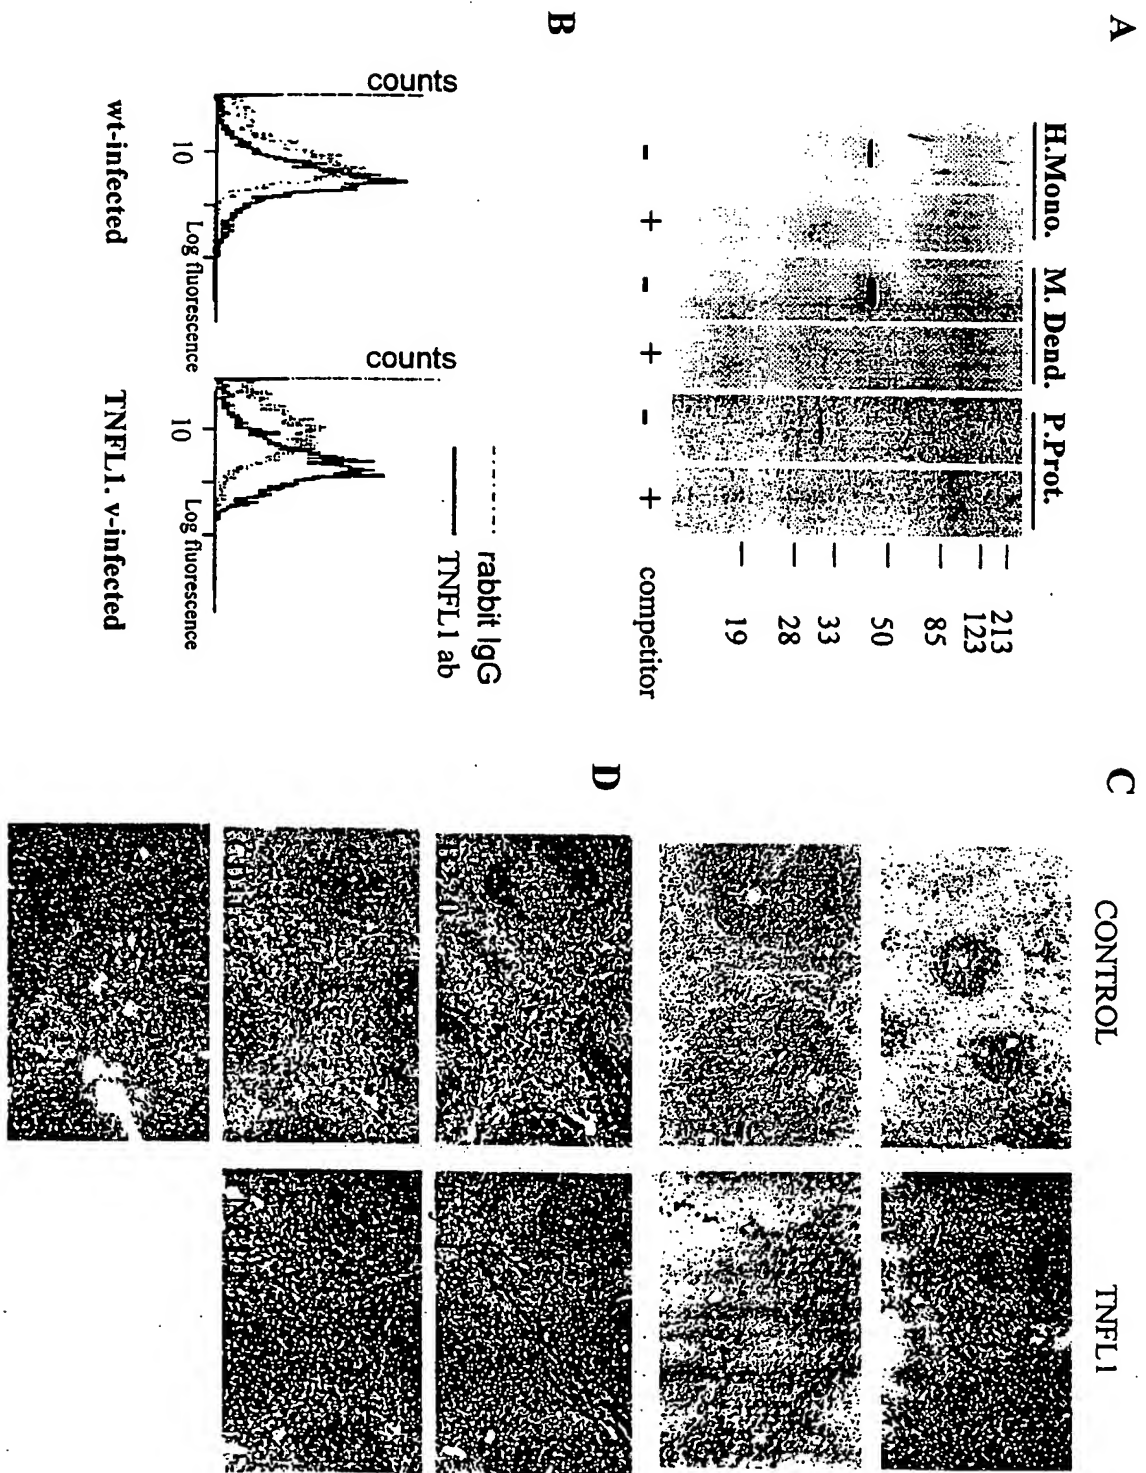 A
H.Mono. M. Dend. P.Prot.
- + - + - + competitor
213
123
85
50
33
28
19
B
rabbit IgG
TNFL1 ab
counts
10
Log fluorescence
wt-infected
counts
10
Log fluorescence
TNFL1. v-infected
C
CONTROL TNFL1
D